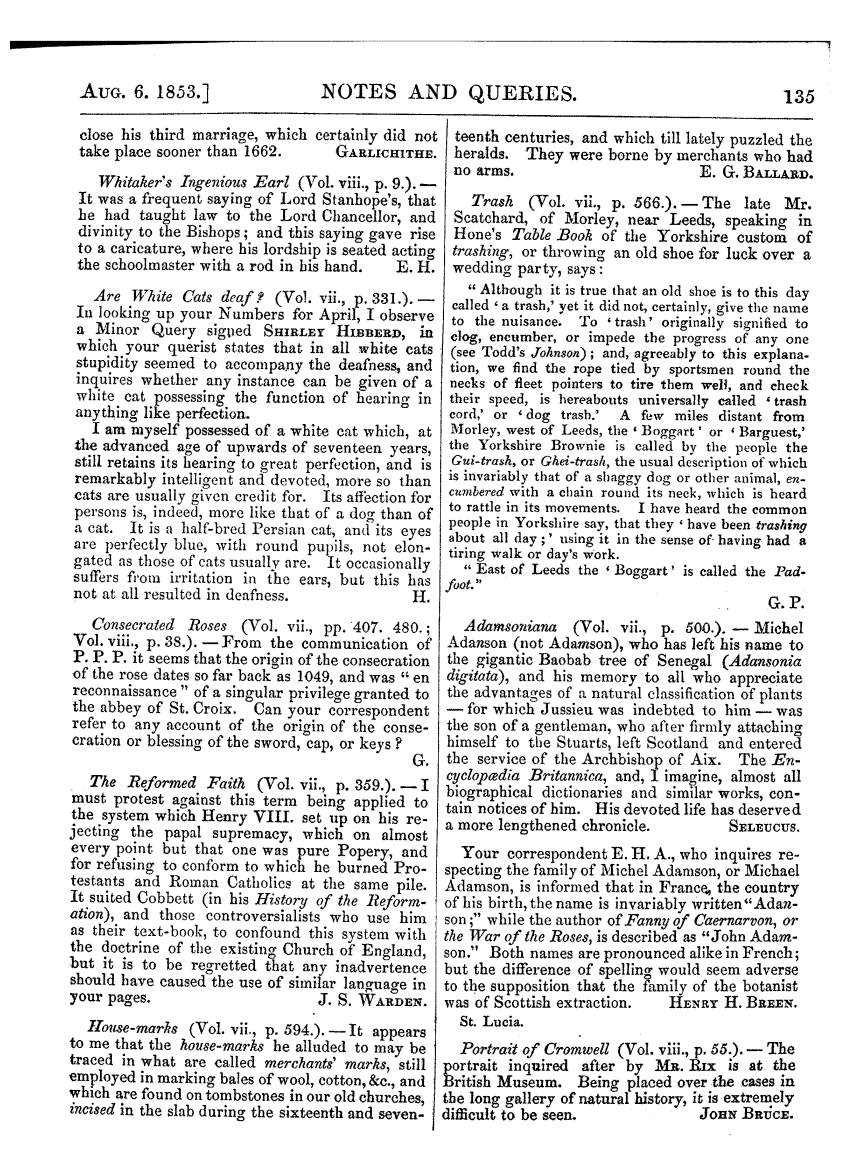 AUG. 6. 1853.] NOTES AND QUERIES. 135
close his third marriage, which certainly did not
take place sooner than 1662. GARLICHITHE.
Whitaker's Ingenious Earl (Vol. viii., p. 9.). —
It was a frequent saying of Lord Stanhope's, that
he had taught law to the Lord Chancellor, and
divinity to the Bishops; and this saying gave rise
to a caricature, where his lordship is seated acting
the schoolmaster with a rod in his hand. E. H.
Are White Cats deaf? (Vol. vii., p. 331.). —
In looking up your Numbers for April, I observe
a Minor Query signed SHIRLEY HIBBERD, in
which your querist states that in all white cats
stupidity seemed to accompany the deafness, and
inquires whether any instance can be given of a
white cat possessing the function of hearing in
anything like perfection.
I am myself possessed of a white cat which, at
the advanced age of upwards of seventeen years,
still retains its hearing to great perfection, and is
remarkably intelligent and devoted, more so than
cats are usually given credit for. Its affection for
persons is, indeed, more like that of a dog than of
a cat. It is a half-bred Persian cat, and its eyes
are perfectly blue, with round pupils, not elon-
gated as those of cats usually are. It occasionally
suffers from irritation in the ears, but this has
not at all resulted in deafness. H.
Consecrated Roses (Vol. vii., pp. 407. 480.;
Vol. viii., p. 38.). — From the communication of
P. P. P. it seems that the origin of the consecration
of the rose dates so far back as 1049, and was “en
reconnaissance” of a singular privilege granted to
the abbey of St. Croix. Can your correspondent
refer to any account of the origin of the conse-
cration or blessing of the sword, cap, or keys?
G.
The Reformed Faith (Vol. vii., p. 359.). — I
must protest against this term being applied to
the system which Henry VIII. set up on his re-
jecting the papal supremacy, which on almost
every point but that one was pure Popery, and
for refusing to conform to which he burned Pro-
testants and Roman Catholics at the same pile.
It suited Cobbett (in his History of the Reform-
ation), and those controversialists who use him
as their text-book, to confound this system with
the doctrine of the existing Church of England,
but it is to be regretted that any inadvertence
should have caused the use of similar language in
your pages. J. S. WARDEN.
House-marks (Vol. vii., p. 594.). — It appears
to me that the house-marks he alluded to may be
traced in what are called merchants' marks, still
employed in marking bales of wool, cotton, &c., and
which are found on tombstones in our old churches,
incised in the slab during the sixteenth and seven-
teenth centuries, and which till lately puzzled the
heralds. They were borne by merchants who had
no arms. E. G. BALLARD.
Trash (Vol. vii., p. 566.). — The late Mr.
Scatchard, of Morley, near Leeds, speaking in
Hone's Table Book of the Yorkshire custom of
trashing, or throwing an old shoe for luck over a
wedding party, says:
“Although it is true that an old shoe is to this day
called ‘a trash,’ yet it did not, certainly, give the name
to the nuisance. To ‘trash’ originally signified to
clog, encumber, or impede the progress of any one
(see Todd's Johnson); and, agreeably to this explana-
tion, we find the rope tied by sportsmen round the
necks of fleet pointers to tire them well, and check
their speed, is hereabouts universally called ‘trash
cord,’ or ‘dog trash.’ A few miles distant from
Morley, west of Leeds, the ‘Boggart’ or ‘Barguest,’
the Yorkshire Brownie is called by the people the
Gui-trash, or Ghei-trash, the usual description of which
is invariably that of a shaggy dog or other animal, en-
cumbered with a chain round its neck, which is heard
to rattle in its movements. I have heard the common
people in Yorkshire say, that they ‘have been trashing
about all day;’ using it in the sense of having had a
tiring walk or day's work.
“East of Leeds the ‘Boggart’ is called the Pad-
foot.”
G. P.
Adamsoniana (Vol. vii., p. 500.). — Michel
Adanson (not Adamson), who has left his name to
the gigantic Baobab tree of Senegal (Adansonia
digitata), and his memory to all who appreciate
the advantages of a natural classification of plants
— for which Jussieu was indebted to him — was
the son of a gentleman, who after firmly attaching
himself to the Stuarts, left Scotland and entered
the service of the Archbishop of Aix. The En-
cyclopædia Britannica, and, I imagine, almost all
biographical dictionaries and similar works, con-
tain notices of him. His devoted life has deserved
a more lengthened chronicle. SELEUCUS.
Your correspondent E. H. A., who inquires re-
specting the family of Michel Adamson, or Michael
Adamson, is informed that in France, the country
of his birth, the name is invariably written “Adan-
son;” while the author of Fanny of Caernarvon, or
the War of the Roses, is described as “John Adam-
son.” Both names are pronounced alike in French;
but the difference of spelling would seem adverse
to the supposition that the family of the botanist
was of Scottish extraction. HENRY H. BREEN.
St. Lucia.
Portrait of Cromwell (Vol. viii., p. 55.). — The
portrait inquired after by MR. RIX is at the
British Museum. Being placed over the cases in
the long gallery of natural history, it is extremely
difficult to be seen. JOHN BRUCE.